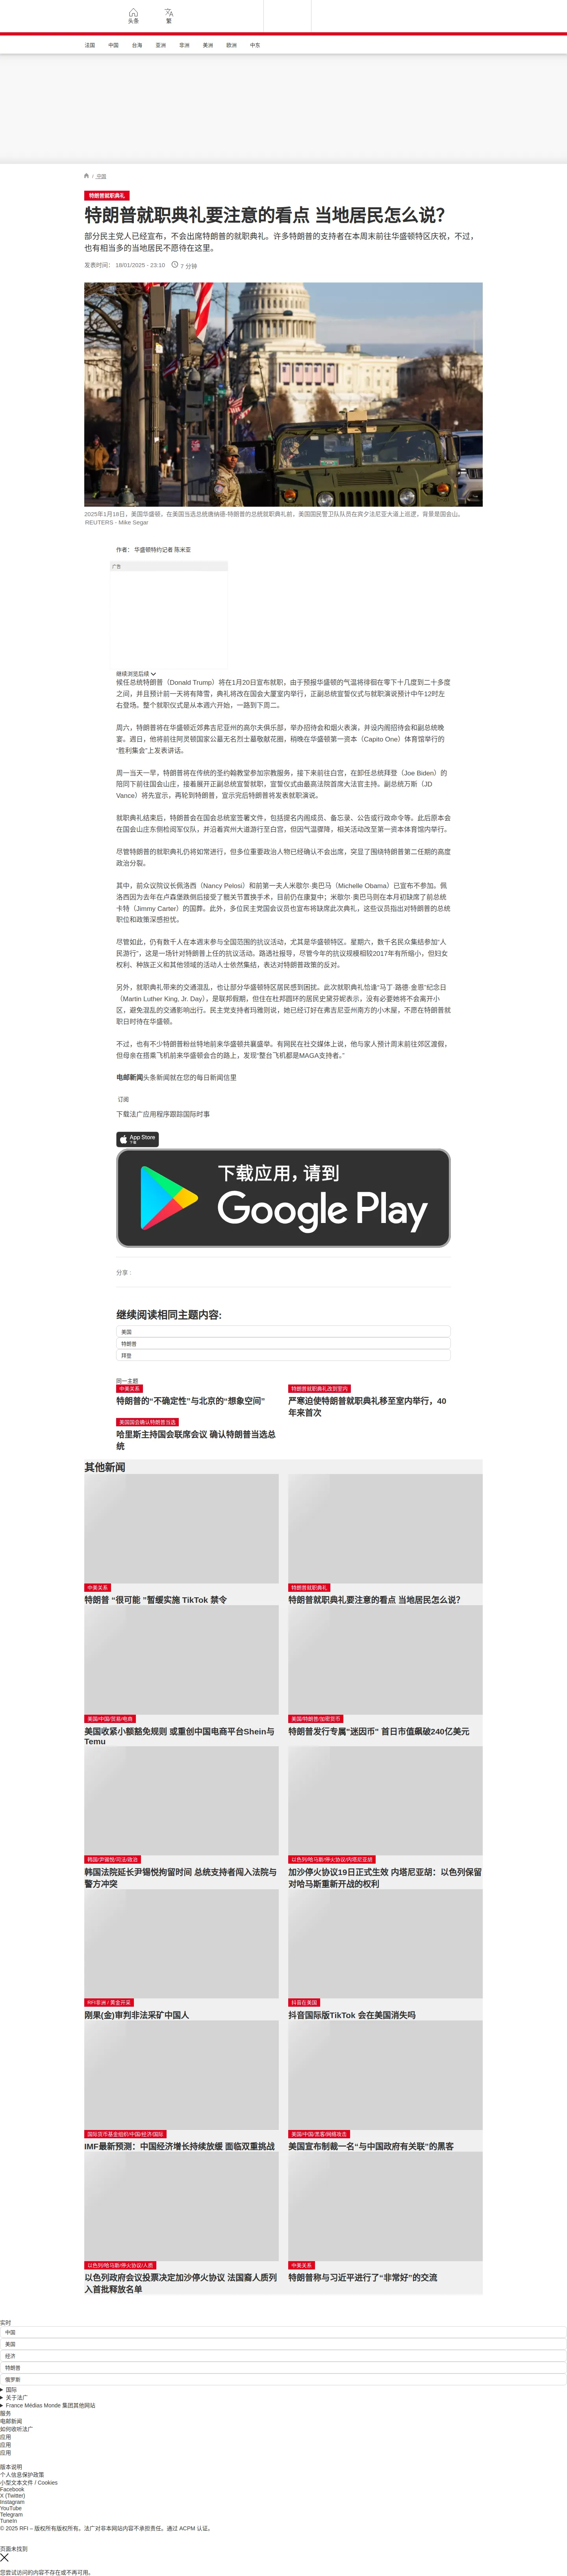 头条
繁
法国 中国 台海 亚洲 非洲 美洲 欧洲 中东
/ 美国
特朗普就职典礼
特朗普就职典礼要注意的看点 当地居民怎么说？
部分民主党人已经宣布，不会出席特朗普的就职典礼。许多特朗普的支持者在本周末前往华盛顿特区庆祝，不过，
也有相当多的当地居民不愿待在这里。
发表时间： 18/01/2025 - 23:10 7 分钟
2025年1月18日，美国华盛顿，在美国当选总统唐纳德-特朗普的总统就职典礼前，美国国民警卫队队员在宾夕法尼亚大道上巡逻，背景是国会山。
REUTERS - Mike Segar
作者： 华盛顿特约记者 陈米亚
广告
继续浏览后续
候任总统特朗普（Donald Trump）将在1月20日宣布就职，由于预报华盛顿的气温将徘徊在零下十几度到二十多度
之间，并且预计前一天将有降雪，典礼将改在国会大厦室内举行，正副总统宣誓仪式与就职演说预计中午12时左
右登场。整个就职仪式是从本週六开始，一路到下周二。
周六，特朗普将在华盛顿近郊弗吉尼亚州的高尔夫俱乐部，举办招待会和烟火表演，并设内阁招待会和副总统晚
宴。週日，他将前往阿灵顿国家公墓无名烈士墓敬献花圈，稍晚在华盛顿第一资本（Capito One）体育馆举行的
“胜利集会”上发表讲话。
周一当天一早，特朗普将在传统的圣约翰教堂参加宗教服务，接下来前往白宫，在卸任总统拜登（Joe Biden）的
陪同下前往国会山庄，接着展开正副总统宣誓就职，宣誓仪式由最高法院首席大法官主持。副总统万斯（JD
Vance）将先宣示，再轮到特朗普，宣示完后特朗普将发表就职演说。
就职典礼结束后，特朗普会在国会总统室签署文件，包括提名内阁成员、备忘录、公告或行政命令等。此后原本会
在国会山庄东侧检阅军仪队，并沿着宾州大道游行至白宫，但因气温骤降，相关活动改至第一资本体育馆内举行。
尽管特朗普的就职典礼仍将如常进行，但多位重要政治人物已经确认不会出席，突显了围绕特朗普第二任期的高度
政治分裂。
其中，前众议院议长佩洛西（Nancy Pelosi）和前第一夫人米歇尔·奥巴马（Michelle Obama）已宣布不参加。佩
洛西因为去年在卢森堡跌倒后接受了髋关节置换手术，目前仍在康复中；米歇尔·奥巴马则在本月初缺席了前总统
卡特（Jimmy Carter）的国葬。此外，多位民主党国会议员也宣布将缺席此次典礼，这些议员指出对特朗普的总统
职位和政策深感担忧。
尽管如此，仍有数千人在本週末参与全国范围的抗议活动，尤其是华盛顿特区。星期六，数千名民众集结参加“人
民游行”，这是一场针对特朗普上任的抗议活动。路透社报导，尽管今年的抗议规模相较2017年有所缩小，但妇女
权利、种族正义和其他领域的活动人士依然集结，表达对特朗普政策的反对。
另外，就职典礼带来的交通混乱，也让部分华盛顿特区居民感到困扰。此次就职典礼恰逢“马丁·路德·金恩”纪念日
（Martin Luther King, Jr. Day），是联邦假期，但住在杜邦圆环的居民史黛芬妮表示，没有必要她将不会离开小
区，避免混乱的交通影响出行。民主党支持者玛雅则说，她已经订好在弗吉尼亚州南方的小木屋，不愿在特朗普就
职日时待在华盛顿。
不过，也有不少特朗普粉丝特地前来华盛顿共襄盛举。有网民在社交媒体上说，他与家人预计周末前往郊区渡假，
但母亲在搭乘飞机前来华盛顿会合的路上，发现“整台飞机都是MAGA支持者。”
电邮新闻头条新闻就在您的每日新闻信里
订阅
下载法广应用程序跟踪国际时事
App Store
下载
下载应用，请到
Google Play
分享 :
继续阅读相同主题内容:
美国
特朗普
拜登
同一主题
中美关系
特朗普的“不确定性”与北京的“想象空间”
特朗普就职典礼改到室内
严寒迫使特朗普就职典礼移至室内举行，40
年来首次
美国国会确认特朗普当选
哈里斯主持国会联席会议 确认特朗普当选总
统
其他新闻
中美关系
特朗普 “很可能 ”暂缓实施 TikTok 禁令
特朗普就职典礼
特朗普就职典礼要注意的看点 当地居民怎么说？
美国/中国/贸易/电商
美国收紧小额豁免规则 或重创中国电商平台Shein与
Temu
美国/特朗普/加密货币
特朗普发行专属"迷因币" 首日市值飙破240亿美元
韩国/尹锡悦/司法/政治
韩国法院延长尹锡悦拘留时间 总统支持者闯入法院与
警方冲突
以色列/哈马斯/停火协议/内塔尼亚胡
加沙停火协议19日正式生效 内塔尼亚胡：以色列保留
对哈马斯重新开战的权利
RFI非洲 / 黄金开采
刚果(金)审判非法采矿中国人
抖音在美国
抖音国际版TikTok 会在美国消失吗
国际货币基金组织/中国/经济/国际
IMF最新预测：中国经济增长持续放缓 面临双重挑战
美国/中国/黑客/网络攻击
美国宣布制裁一名“与中国政府有关联”的黑客
以色列/哈马斯/停火协议/人质
以色列政府会议投票决定加沙停火协议 法国裔人质列
入首批释放名单
中美关系
特朗普称与习近平进行了“非常好”的交流
实时
中国
美国
经济
特朗普
俄罗斯
国际
关于法广
France Médias Monde 集团其他网站
服务
电邮新闻
如何收听法广
应用
应用
应用
版本说明
个人信息保护政策
小型文本文件 / Cookies
Facebook
X (Twitter)
Instagram
YouTube
Telegram
TuneIn
© 2025 RFI – 版权所有版权所有。法广对非本网站内容不承担责任。通过 ACPM 认证。
页面未找到
您尝试访问的内容不存在或不再可用。